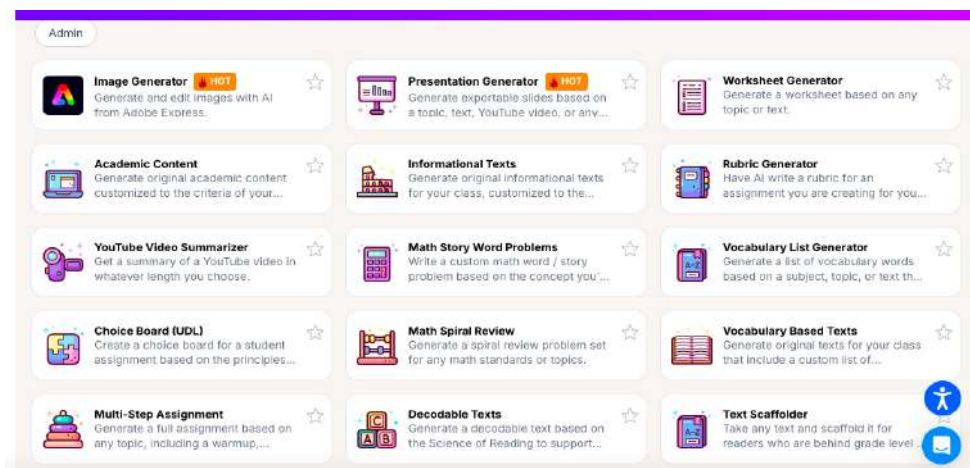 Admin
Image Generator HOT
Generate and edit images with AI
from Adobe Express.
Presentation Generator HOT
Generate exportable slides based on
a topic, text, YouTube video, or any...
Worksheet Generator
Generate a worksheet based on any
topic or text.
Academic Content
Generate original academic content
customized to the criteria of your...
Informational Texts
Generate original informational texts
for your class, customized to the...
Rubric Generator
Have AI write a rubric for an
assignment you are creating for you...
YouTube Video Summarizer
Get a summary of a YouTube video in
whatever length you choose.
Math Story Word Problems
Write a custom math word / story
problem based on the concept you'...
Vocabulary List Generator
Generate a list of vocabulary words
based on a subject, topic, or text th...
Choice Board (UDL)
Create a choice board for a student
assignment based on the principles...
Math Spiral Review
Generate a spiral review problem set
for any math standards or topics.
Vocabulary Based Texts
Generate original texts for your class
that include a custom list of...
Multi-Step Assignment
Generate a full assignment based on
any topic, including a warmup,...
Decodable Texts
Generate a decodable text based on
the Science of Reading to support...
Text Scaffolder
Take any text and scaffold it for
readers who are behind grade level